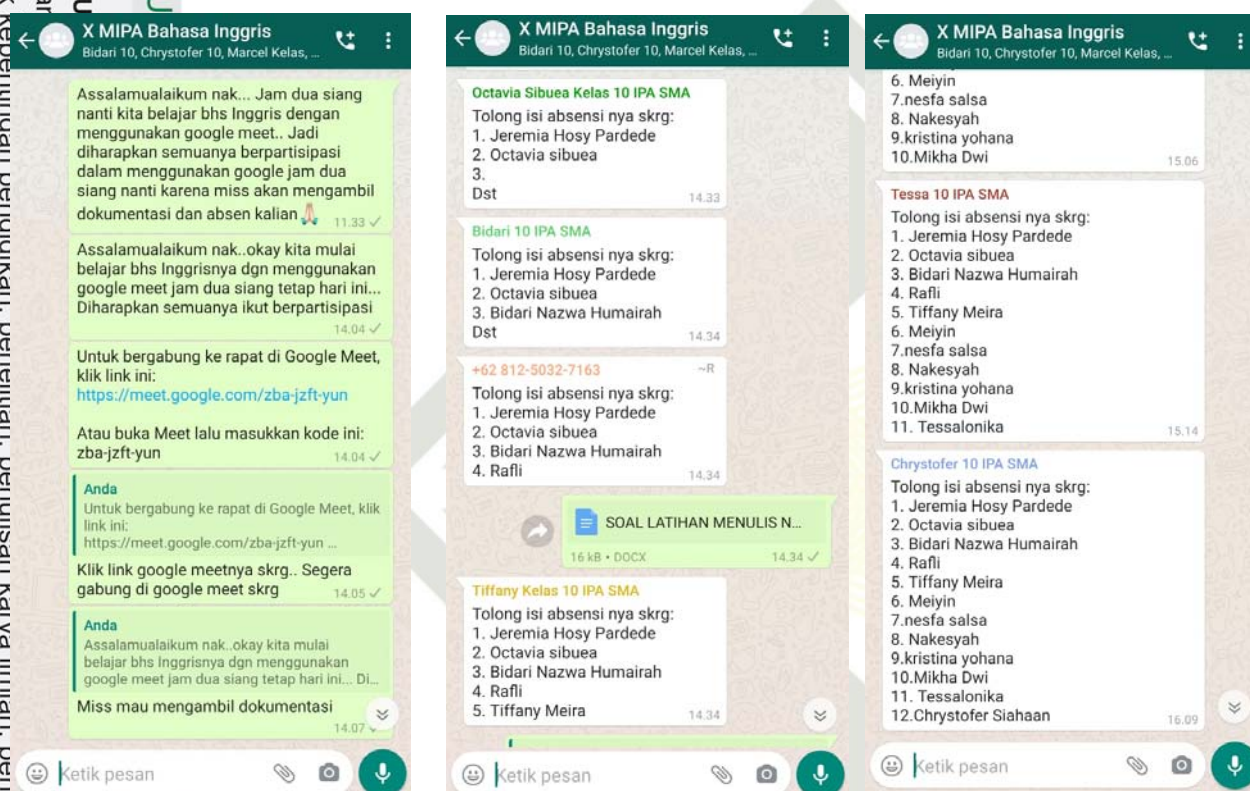 X MIPA Bahasa Inggris
Bidari 10, Chrystofer 10, Marcel Kelas, ...
Assalamualaikum nak... Jam dua siang
nanti kita belajar bhs Inggris dengan
menggunakan google meet.. Jadi
diharapkan semuanya berpartisipasi
dalam menggunakan google jam dua
siang nanti karena miss akan mengambil
dokumentasi dan absen kalian🙏🏻
11.33
Assalamualaikum nak..okay kita mulai
belajar bhs Inggrisnya dgn menggunakan
google meet jam dua siang tetap hari ini...
Diharapkan semuanya ikut berpartisipasi
14.04
Untuk bergabung ke rapat di Google Meet,
klik link ini:
https://meet.google.com/zba-jzft-yun
Atau buka Meet lalu masukkan kode ini:
zba-jzft-yun
14.04
Anda
Untuk bergabung ke rapat di Google Meet, klik
link ini:
https://meet.google.com/zba-jzft-yun ...
Klik link google meetnya skrg.. Segera
gabung di google meet skrg
14.05
Anda
Assalamualaikum nak..okay kita mulai
belajar bhs Inggrisnya dgn menggunakan
google meet jam dua siang tetap hari ini... Di...
Miss mau mengambil dokumentasi
14.07
Ketik pesan
X MIPA Bahasa Inggris
Bidari 10, Chrystofer 10, Marcel Kelas, ...
Octavia Sibuea Kelas 10 IPA SMA
Tolong isi absensi nya skrg:
1. Jeremia Hosy Pardede
2. Octavia sibuea
3.
Dst
14.33
Bidari 10 IPA SMA
Tolong isi absensi nya skrg:
1. Jeremia Hosy Pardede
2. Octavia sibuea
3. Bidari Nazwa Humairah
Dst
14.34
+62 812-5032-7163 ~R
Tolong isi absensi nya skrg:
1. Jeremia Hosy Pardede
2. Octavia sibuea
3. Bidari Nazwa Humairah
4. Rafli
14.34
SOAL LATIHAN MENULIS N...
16 kB • DOCX 14.34
Tiffany Kelas 10 IPA SMA
Tolong isi absensi nya skrg:
1. Jeremia Hosy Pardede
2. Octavia sibuea
3. Bidari Nazwa Humairah
4. Rafli
5. Tiffany Meira
14.34
Ketik pesan
X MIPA Bahasa Inggris
Bidari 10, Chrystofer 10, Marcel Kelas, ...
6. Meiyin
7.nesfa salsa
8. Nakesyah
9.kristina yohana
10.Mikha Dwi
15.06
Tessa 10 IPA SMA
Tolong isi absensi nya skrg:
1. Jeremia Hosy Pardede
2. Octavia sibuea
3. Bidari Nazwa Humairah
4. Rafli
5. Tiffany Meira
6. Meiyin
7.nesfa salsa
8. Nakesyah
9.kristina yohana
10.Mikha Dwi
11. Tessalonika
15.14
Chrystofer 10 IPA SMA
Tolong isi absensi nya skrg:
1. Jeremia Hosy Pardede
2. Octavia sibuea
3. Bidari Nazwa Humairah
4. Rafli
5. Tiffany Meira
6. Meiyin
7.nesfa salsa
8. Nakesyah
9.kristina yohana
10.Mikha Dwi
11. Tessalonika
12.Chrystofer Siahaan
16.09
Ketik pesan